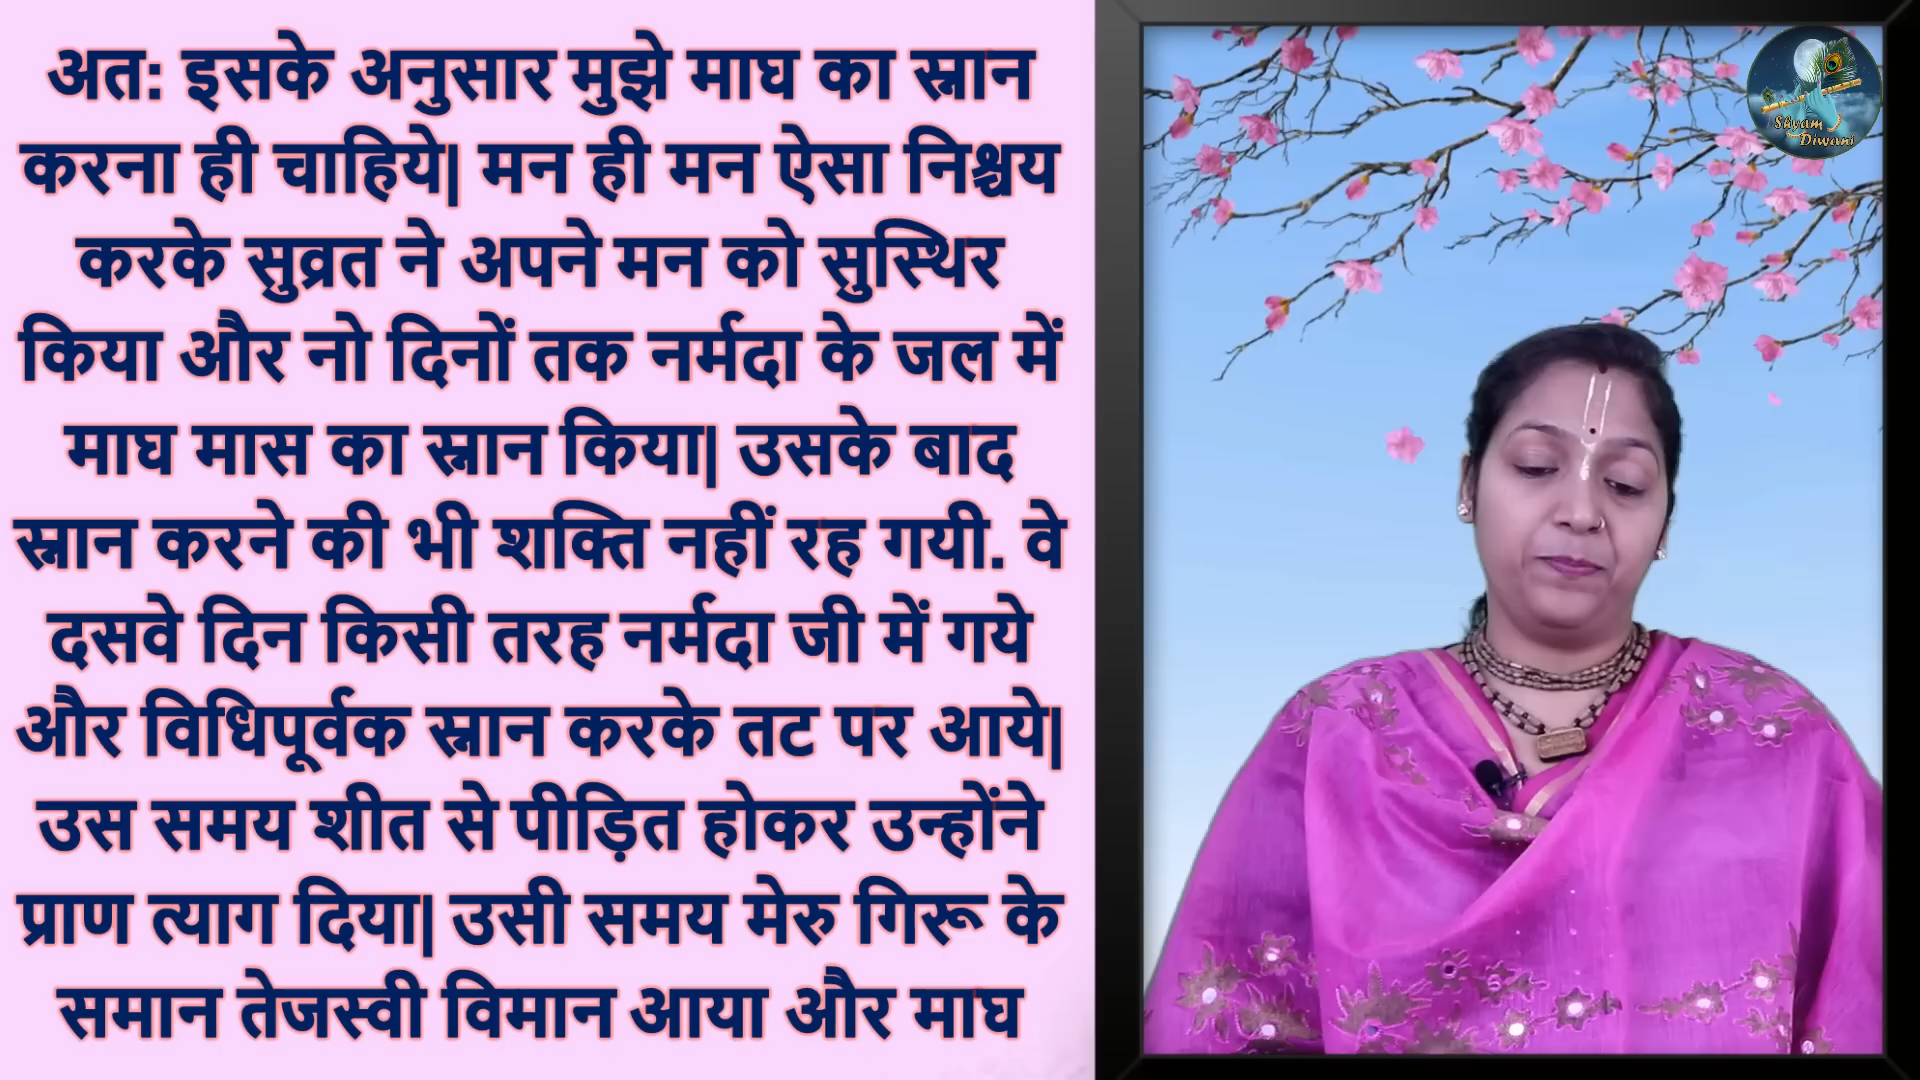 अत: इसके अनुसार मुझे माघ का स्नान
करना ही चाहिये| मन ही मन ऐसा निश्चय
करके सुव्रत ने अपने मन को सुस्थिर
किया और नो दिनों तक नर्मदा के जल में
माघ मास का स्नान किया| उसके बाद
स्नान करने की भी शक्ति नहीं रह गयी. वे
दसवे दिन किसी तरह नर्मदा जी में गये
और विधिपूर्वक स्नान करके तट पर आये|
उस समय शीत से पीड़ित होकर उन्होंने
प्राण त्याग दिया| उसी समय मेरु गिरू के
समान तेजस्वी विमान आया और माघ
Shyam
Diwani